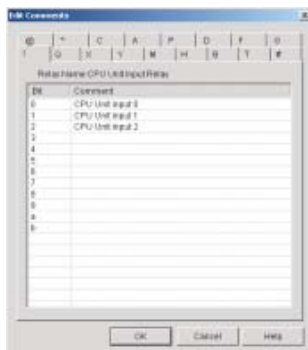 Edit Comments
@ * C A P D F
I Q X Y M H B T #
Relay Name:CPU Unit Input Relay
Bit Comment
0 CPU Unit input 0
1 CPU Unit input 1
2 CPU Unit input 2
3
4
5
6
7
8
9
a
b
OK Cancel Help